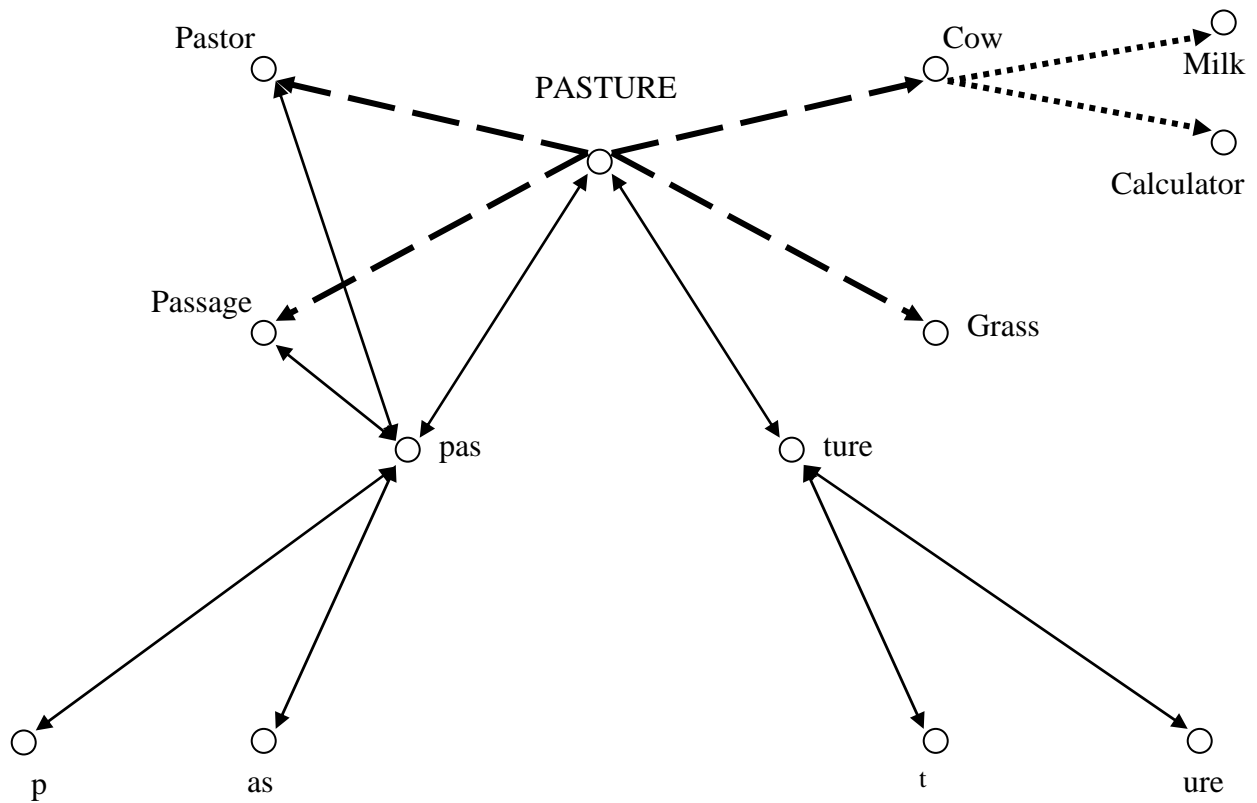 Pastor
Cow
Milk
PASTURE
Calculator
Passage
Grass
pas
ture
p
as
t
ure